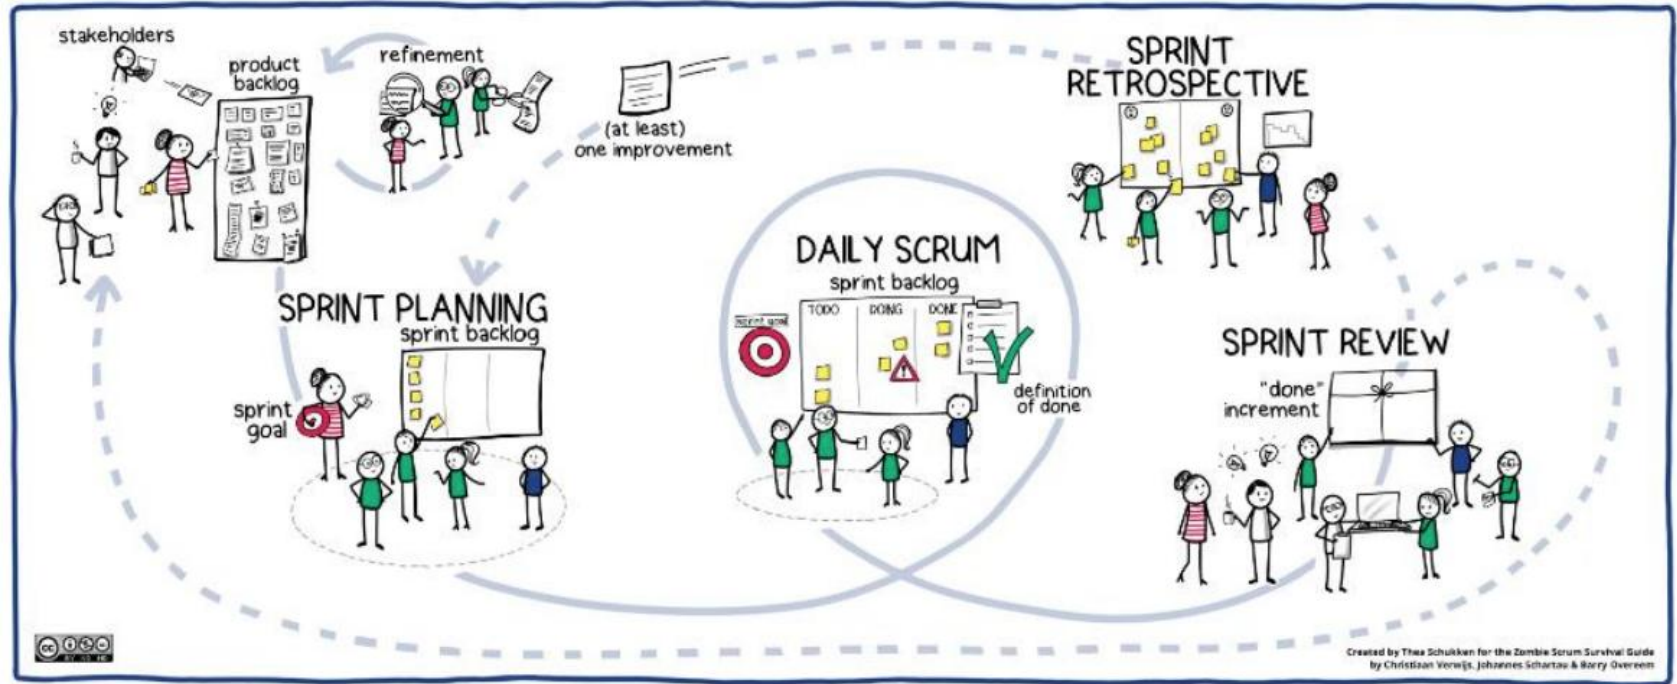 stakeholders
product
backlog
refinement
(at least)
one improvement
SPRINT
RETROSPECTIVE
SPRINT PLANNING
sprint backlog
sprint
goal
DAILY SCRUM
sprint backlog
sprint goal
TODO
DOING
DONE
definition
of done
SPRINT REVIEW
"done"
increment
cc
Created by Thea Schukken for the Zombie Scrum Survival Guide
by Christiaan Verwijs, Johannes Schartau & Barry Overeem